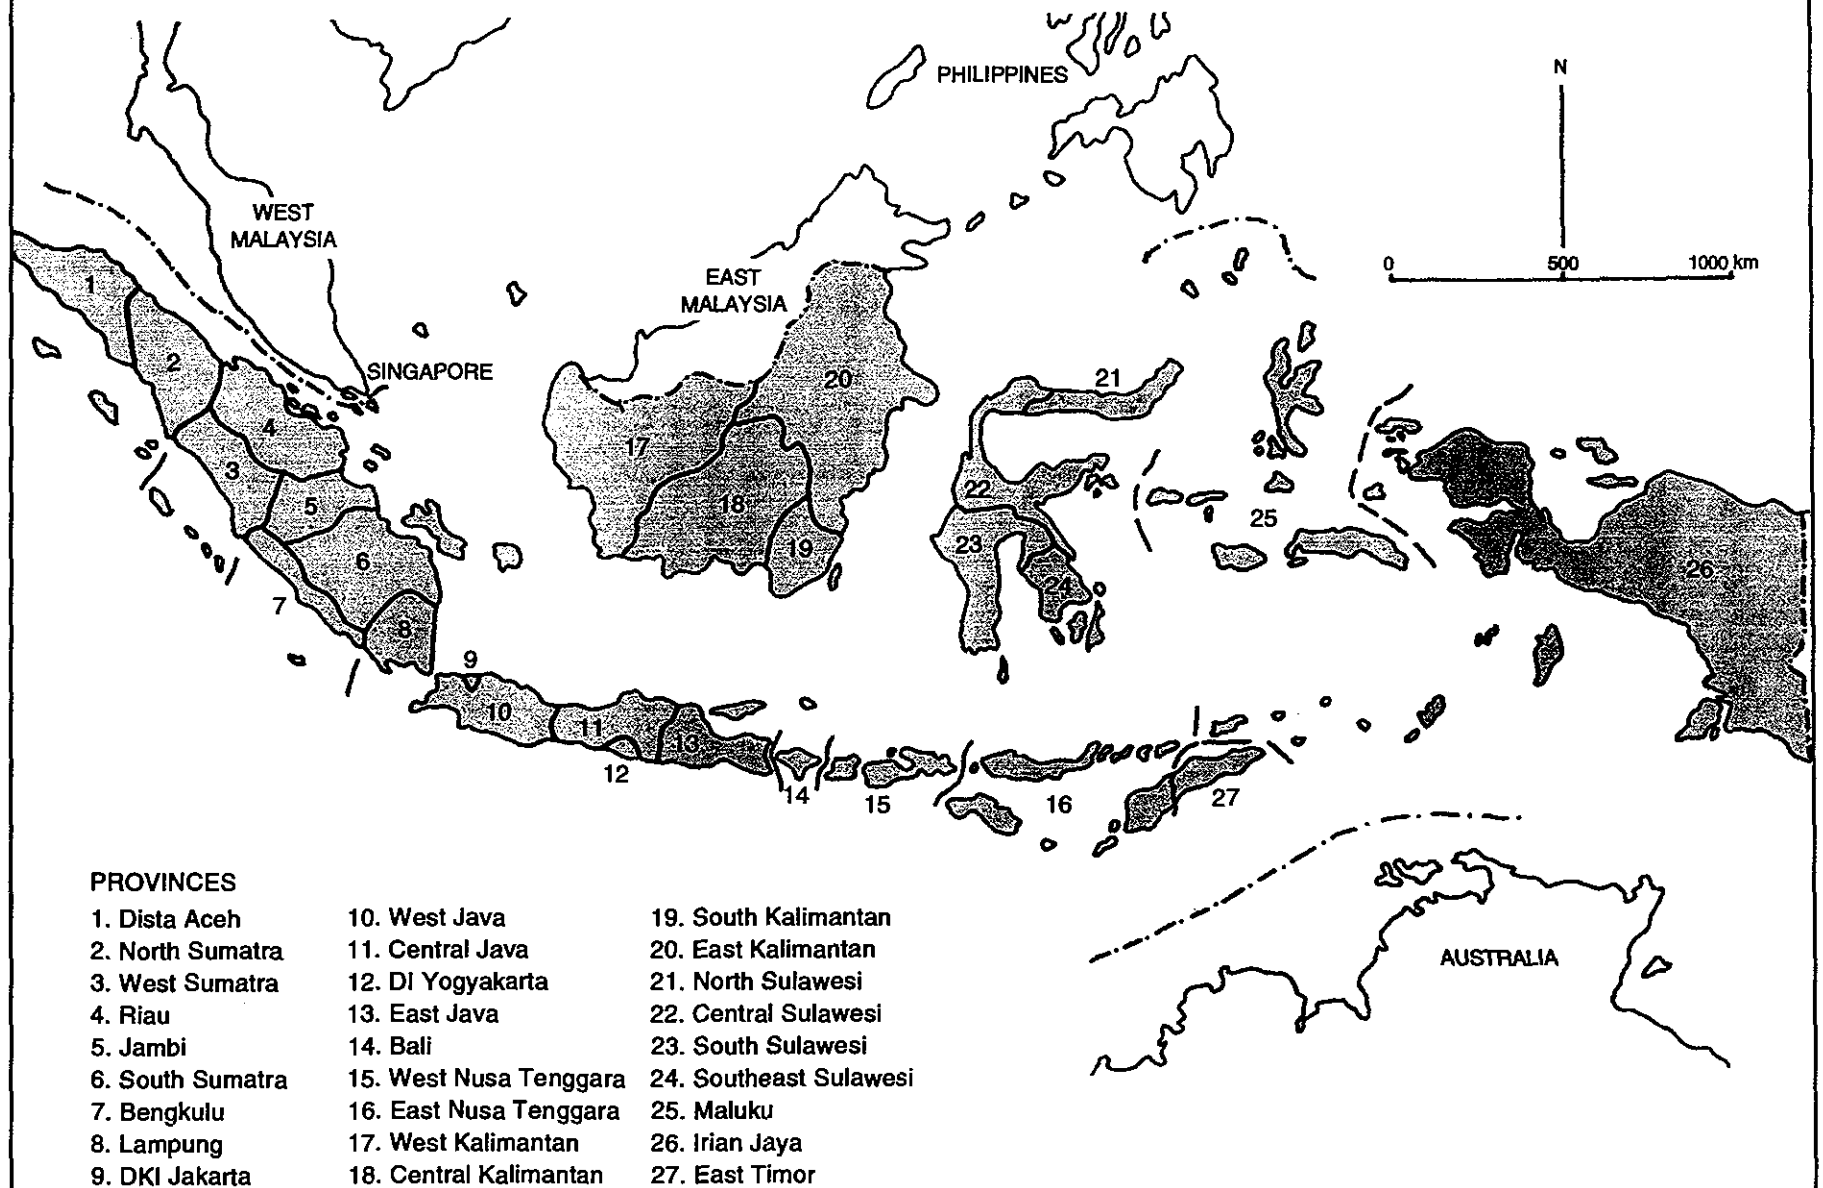 PHILIPPINES
N
WEST
MALAYSIA
0 500 1000 km
EAST
MALAYSIA
1
2
SINGAPORE
20
21
4
17
3
22
18
5
25
23
19
6
26
24
7
8
9
10
11
13
12
14
15
16
27
PROVINCES
1. Dista Aceh
2. North Sumatra
3. West Sumatra
4. Riau
5. Jambi
6. South Sumatra
7. Bengkulu
8. Lampung
9. DKI Jakarta
10. West Java
11. Central Java
12. DI Yogyakarta
13. East Java
14. Bali
15. West Nusa Tenggara
16. East Nusa Tenggara
17. West Kalimantan
18. Central Kalimantan
19. South Kalimantan
20. East Kalimantan
21. North Sulawesi
22. Central Sulawesi
23. South Sulawesi
24. Southeast Sulawesi
25. Maluku
26. Irian Jaya
27. East Timor
AUSTRALIA